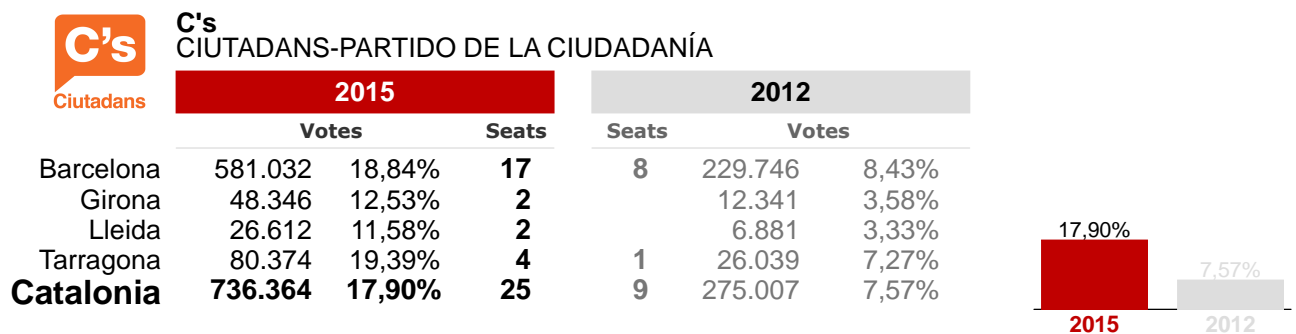 C's
Ciutadans
C's
CIUTADANS-PARTIDO DE LA CIUDADANÍA
2015 2012
Votes Seats Seats Votes
Barcelona 581.032 18,84% 17 8 229.746 8,43%
Girona 48.346 12,53% 2 12.341 3,58%
Lleida 26.612 11,58% 2 6.881 3,33%
Tarragona 80.374 19,39% 4 1 26.039 7,27%
Catalonia 736.364 17,90% 25 9 275.007 7,57%
17,90%
7,57%
2015 2012